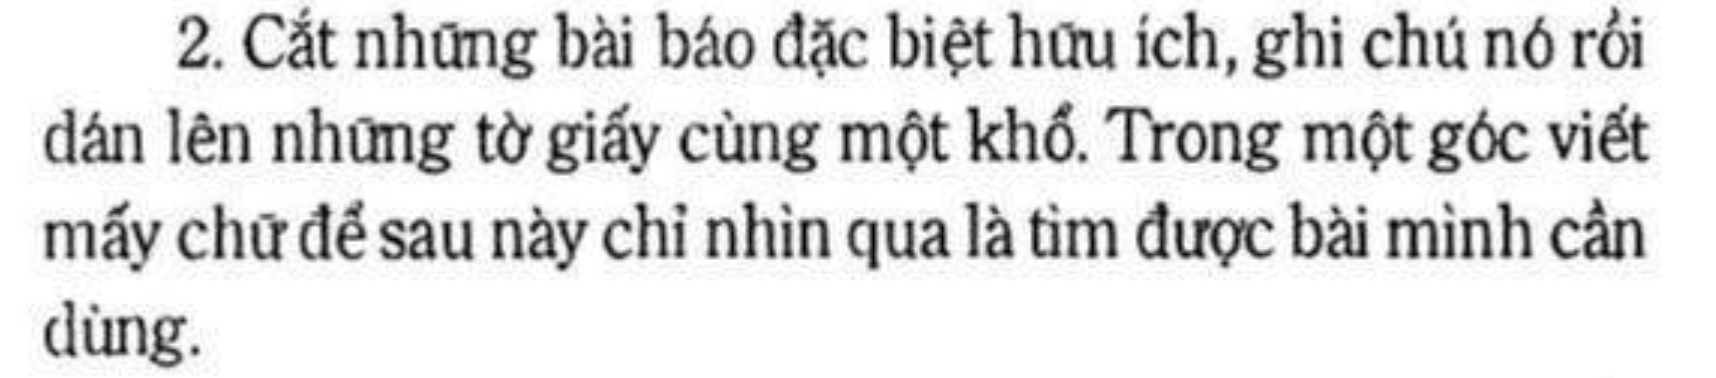 2. Cắt những bài báo đặc biệt hữu ích, ghi chú nó rồi
dán lên những tờ giấy cùng một khổ. Trong một góc viết
mấy chữ để sau này chỉ nhìn qua là tìm được bài mình cần
dùng.